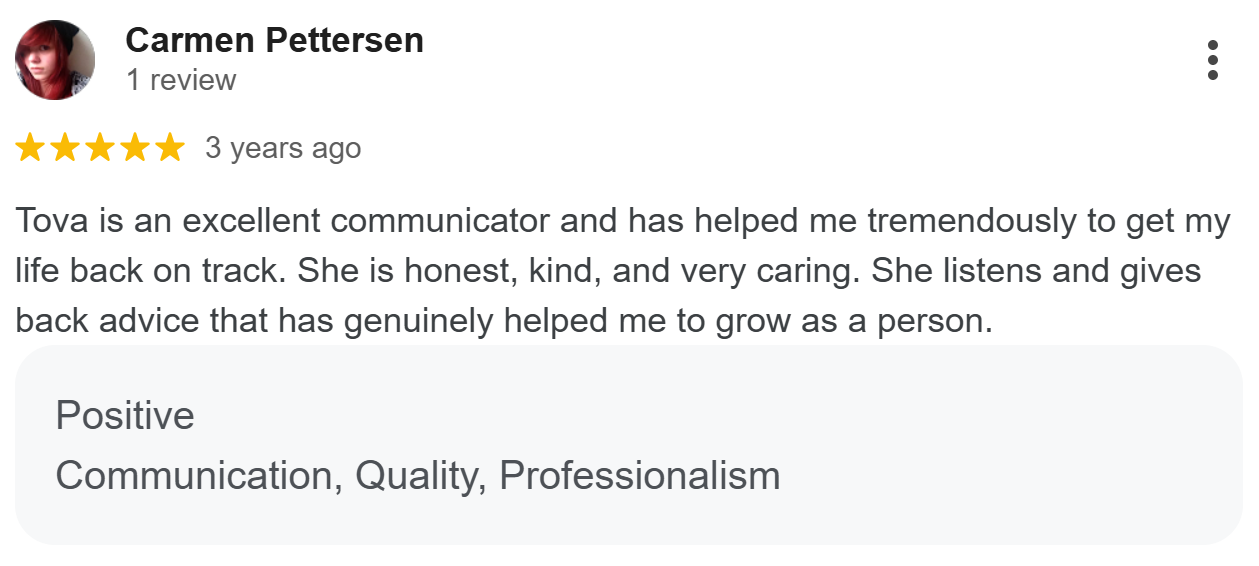 Carmen Pettersen
1 review
3 years ago
Tova is an excellent communicator and has helped me tremendously to get my
life back on track. She is honest, kind, and very caring. She listens and gives
back advice that has genuinely helped me to grow as a person.
Positive
Communication, Quality, Professionalism